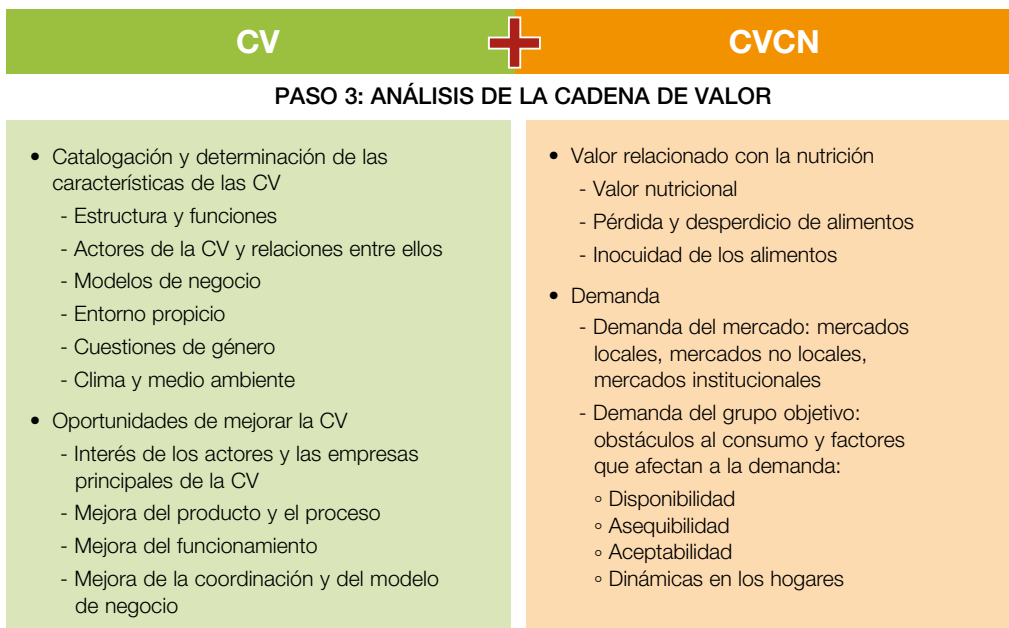 CV
CVCN
PASO 3: ANÁLISIS DE LA CADENA DE VALOR
• Catalogación y determinación de las
características de las CV
- Estructura y funciones
- Actores de la CV y relaciones entre ellos
- Modelos de negocio
- Entorno propicio
- Cuestiones de género
- Clima y medio ambiente
• Oportunidades de mejorar la CV
- Interés de los actores y las empresas
principales de la CV
- Mejora del producto y el proceso
- Mejora del funcionamiento
- Mejora de la coordinación y del modelo
de negocio
• Valor relacionado con la nutrición
- Valor nutricional
- Pérdida y desperdicio de alimentos
- Inocuidad de los alimentos
• Demanda
- Demanda del mercado: mercados
locales, mercados no locales,
mercados institucionales
- Demanda del grupo objetivo:
obstáculos al consumo y factores
que afectan a la demanda:
◦ Disponibilidad
◦ Asequibilidad
◦ Aceptabilidad
◦ Dinámicas en los hogares